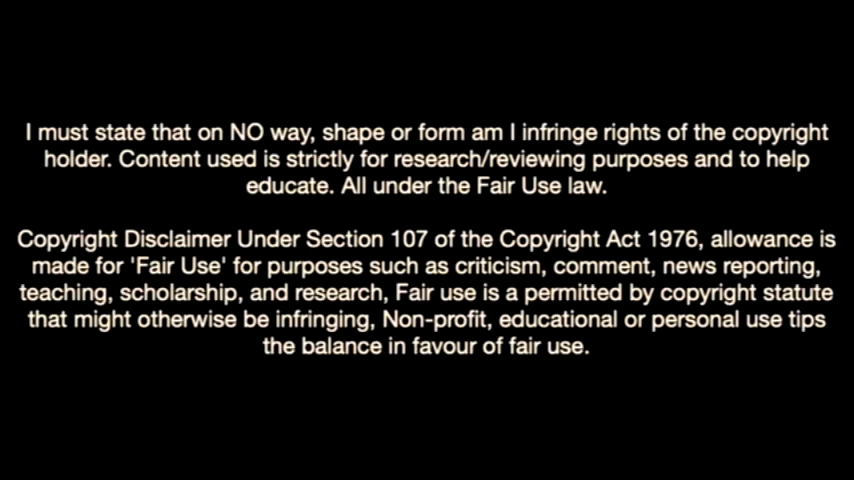 I must state that on NO way, shape or form am I infringe rights of the copyright
holder. Content used is strictly for research/reviewing purposes and to help
educate. All under the Fair Use law.
Copyright Disclaimer Under Section 107 of the Copyright Act 1976, allowance is
made for 'Fair Use' for purposes such as criticism, comment, news reporting,
teaching, scholarship, and research, Fair use is a permitted by copyright statute
that might otherwise be infringing, Non-profit, educational or personal use tips
the balance in favour of fair use.